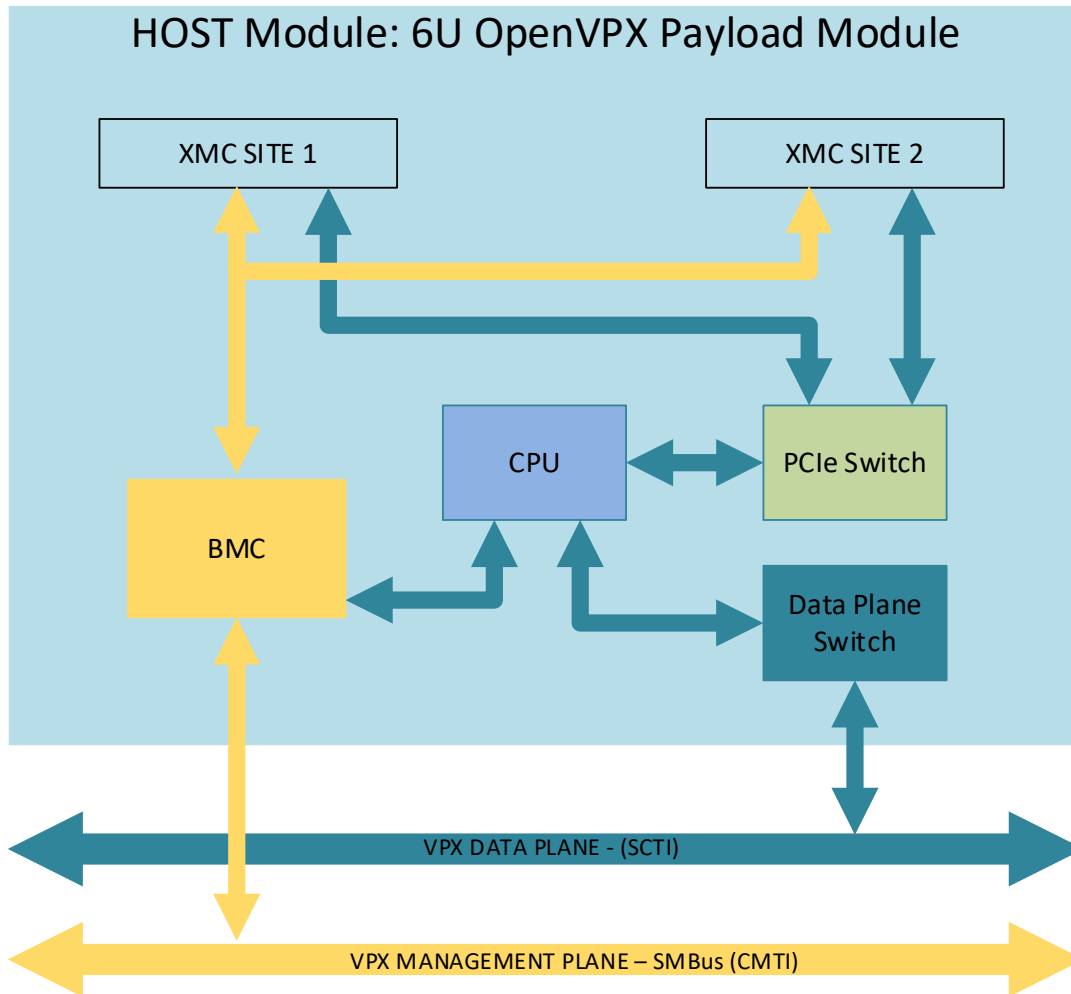 HOST Module: 6U OpenVPX Payload Module
XMC SITE 1
XMC SITE 2
CPU
PCIe Switch
BMC
Data Plane
Switch
VPX DATA PLANE - (SCTI)
VPX MANAGEMENT PLANE – SMBus (CMTI)